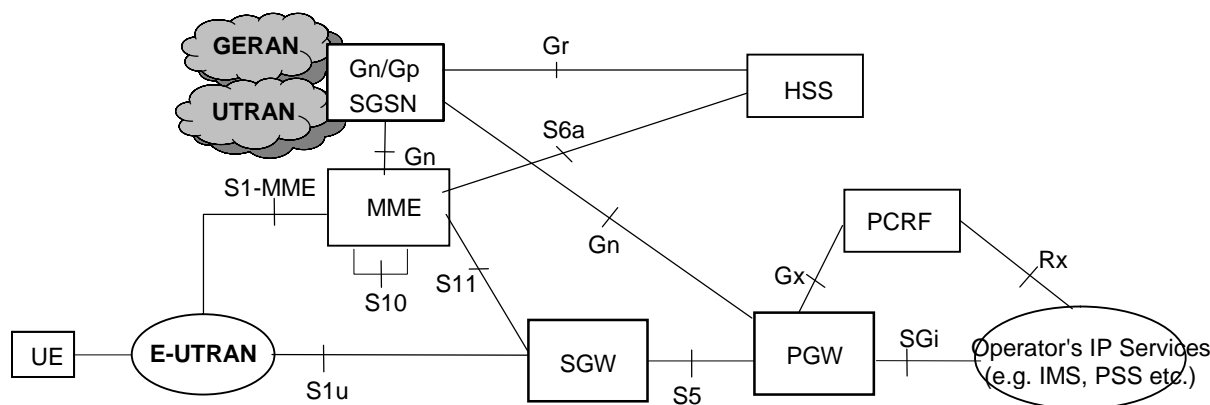 GERAN
UTRAN
Gn/Gp
SGSN
Gr
HSS
S6a
Gn
S1-MME
MME
S10
S11
Gn
PCRF
Gx
Rx
UE
E-UTRAN
S1u
SGW
S5
PGW
SGi
Operator's IP Services
(e.g. IMS, PSS etc.)